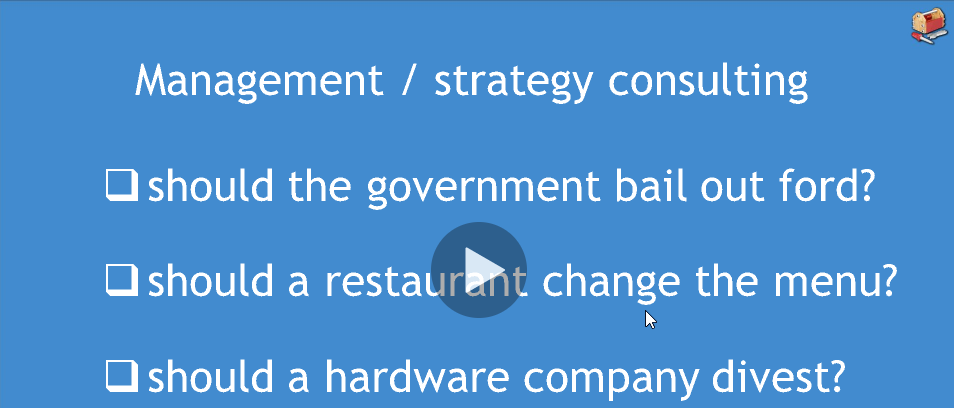 Management / strategy consulting
should the government bail out ford?
should a restaurant change the menu?
should a hardware company divest?